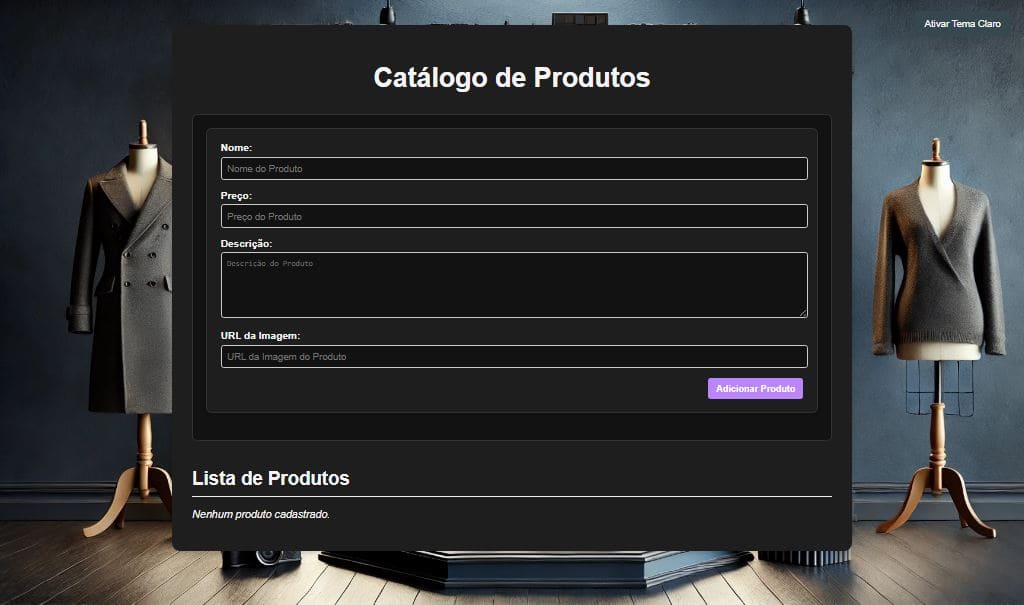 Ativar Tema Claro
Catálogo de Produtos
Nome:
Nome do Produto
Preço:
Preço do Produto
Descrição:
Descrição do Produto
URL da Imagem:
URL da Imagem do Produto
Adicionar Produto
Lista de Produtos
Nenhum produto cadastrado.